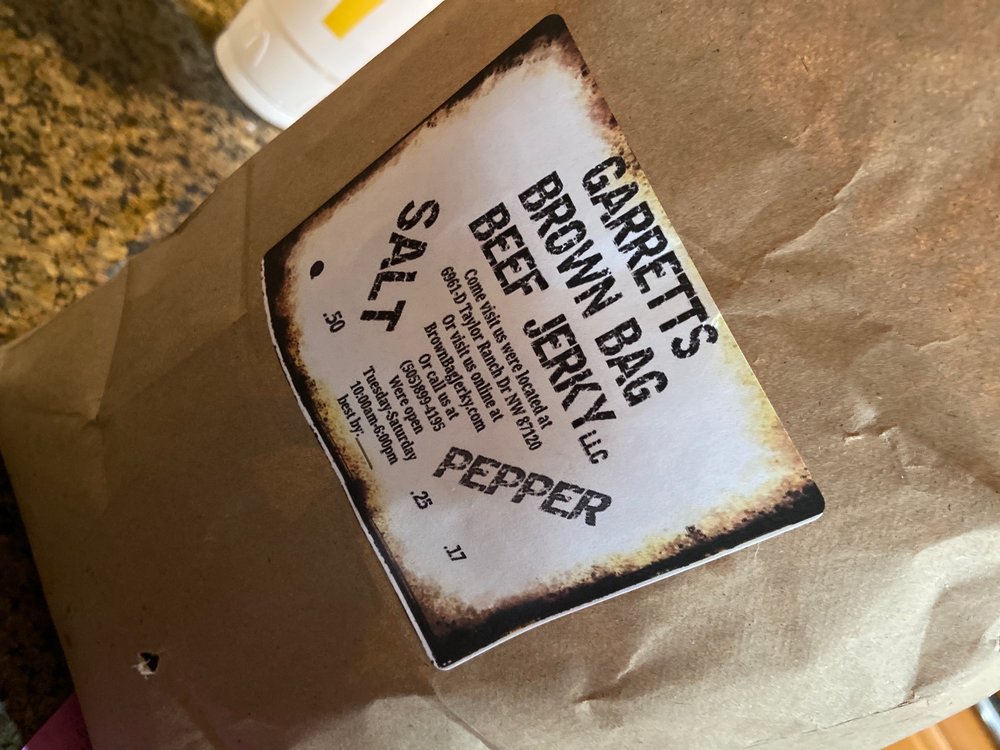 GARRETTS
BROWN BAG
BEEF JERKY LLC
SALT
PEPPER
Come visit us were located at
6961-D Taylor Ranch Dr NW 87120
Or visit us online at
BrownBagJerky.com
Or call us at
(505)899-4195
Were open
Tuesday-Saturday
10:00am-6:00pm
best by:____
.50
.25
.17